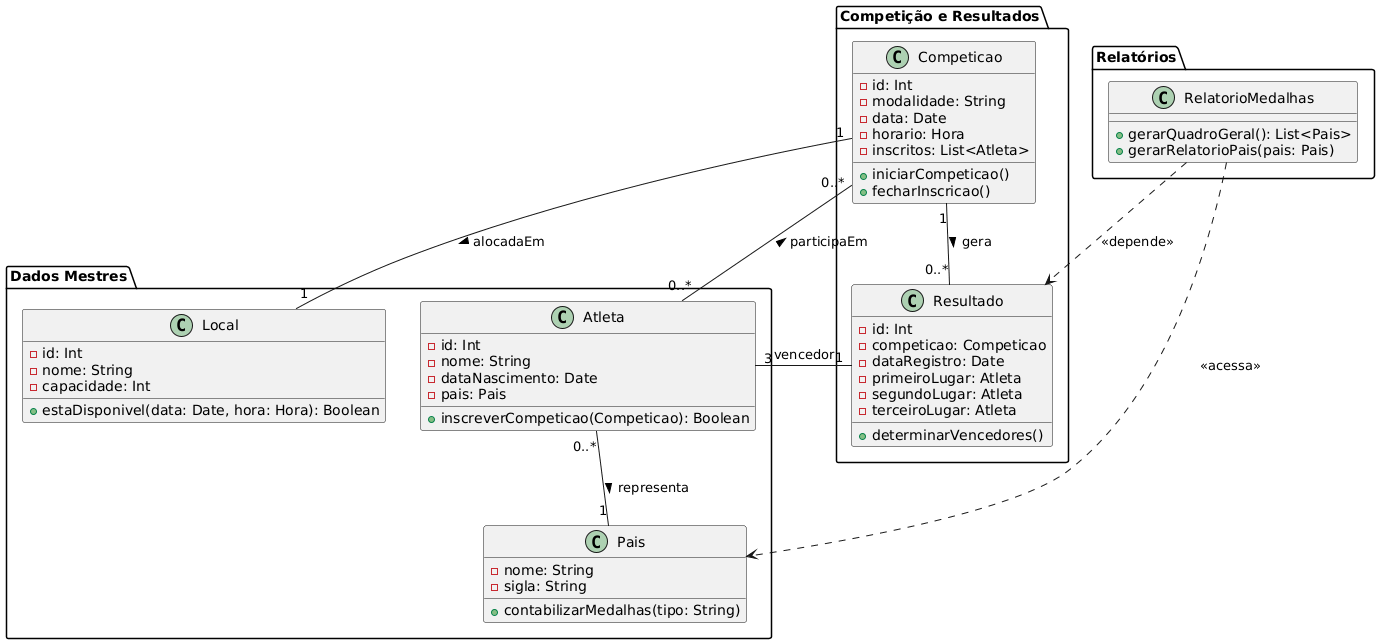 Competição e Resultados
C Competicao
id: Int
modalidade: String
data: Date
horario: Hora
inscritos: List<Atleta>
iniciarCompeticao()
fecharInscricao()
Relatórios
C RelatorioMedalhas
gerarQuadroGeral(): List<Pais>
gerarRelatorioPais(pais: Pais)
1
0..*
alocadaEm
participaEm
1
gera
0..*
«depende»
1
0..*
Dados Mestres
C Local
id: Int
nome: String
capacidade: Int
estaDisponivel(data: Date, hora: Hora): Boolean
C Atleta
id: Int
nome: String
dataNascimento: Date
pais: Pais
inscreverCompeticao(Competicao): Boolean
3
vencedor
1
C Resultado
id: Int
competicao: Competicao
dataRegistro: Date
primeiroLugar: Atleta
segundoLugar: Atleta
terceiroLugar: Atleta
determinarVencedores()
«acessa»
0..*
representa
1
C Pais
nome: String
sigla: String
contabilizarMedalhas(tipo: String)